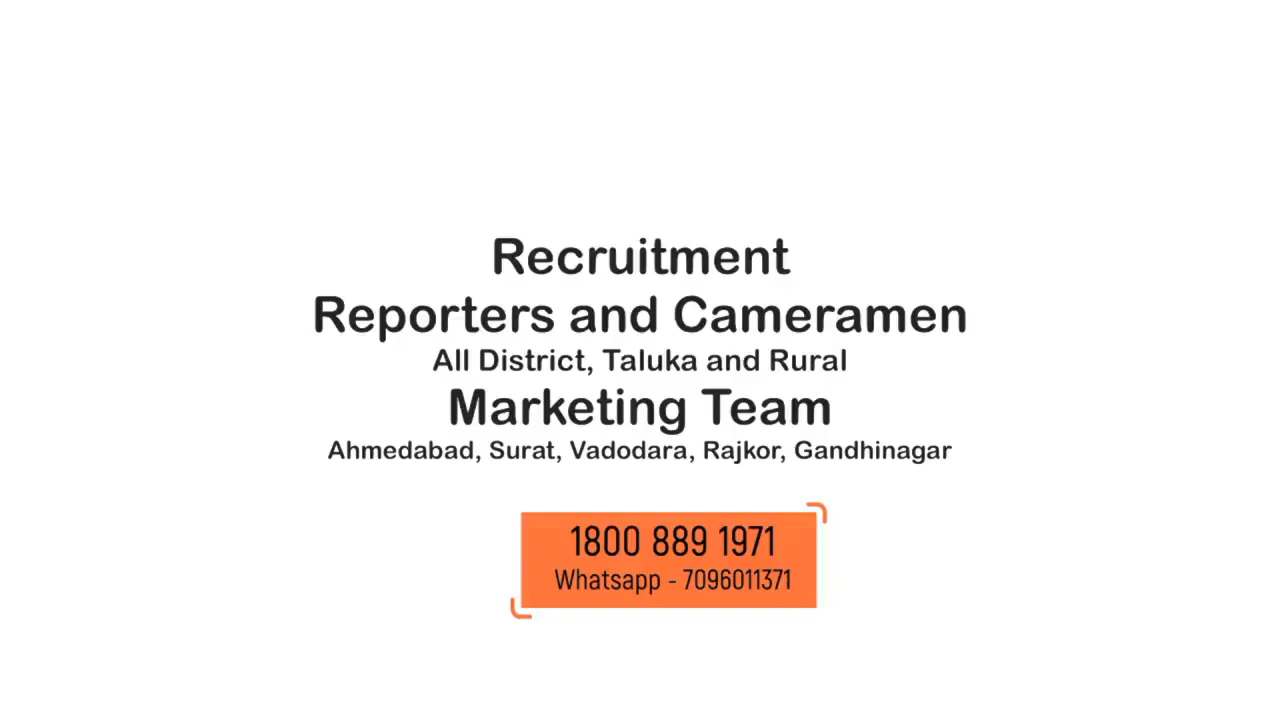 Recruitment
Reporters and Cameramen
All District, Taluka and Rural
Marketing Team
Ahmedabad, Surat, Vadodara, Rajkor, Gandhinagar
1800 889 1971
Whatsapp - 7096011371